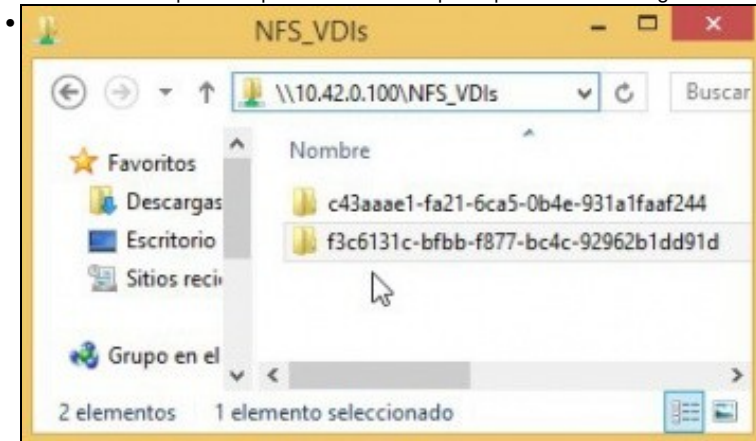 NFS_VDIs
\\10.42.0.100\NFS_VDIs
Buscar
Favoritos
Nombre
Descargas
c43aaae1-fa21-6ca5-0b4e-931a1faaf244
Escritorio
f3c6131c-bfbb-f877-bc4c-92962b1dd91d
Sitios reci
Grupo en el
2 elementos 1 elemento seleccionado